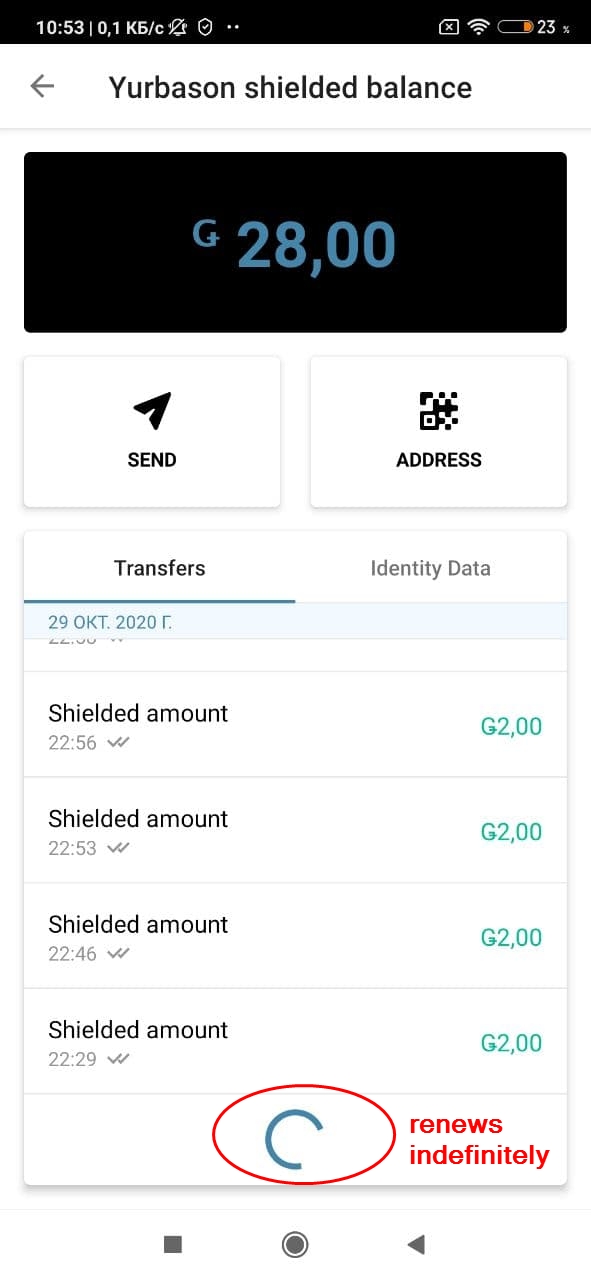 10:53 | 0,1 КБ/с
23 %
Yurbason shielded balance
G 28,00
SEND
ADDRESS
Transfers
Identity Data
29 ОКТ. 2020 Г.
Shielded amount
22:56
G2,00
Shielded amount
22:53
G2,00
Shielded amount
22:46
G2,00
Shielded amount
22:29
G2,00
renews
indefinitely